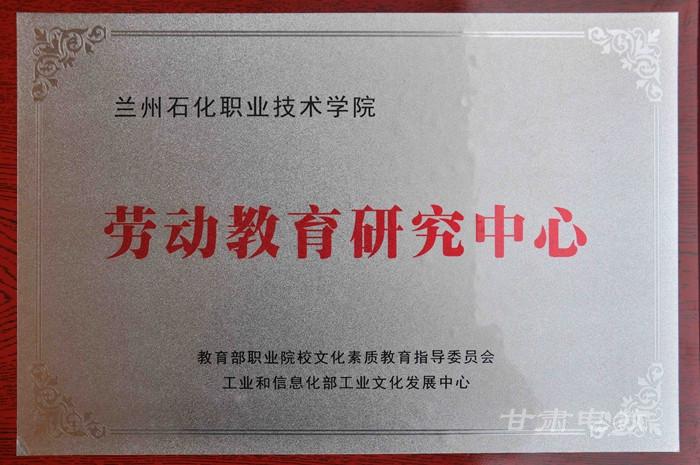 兰州石化职业技术学院
劳动教育研究中心
教育部职业院校文化素质教育指导委员会
工业和信息化部工业文化发展中心
甘肃